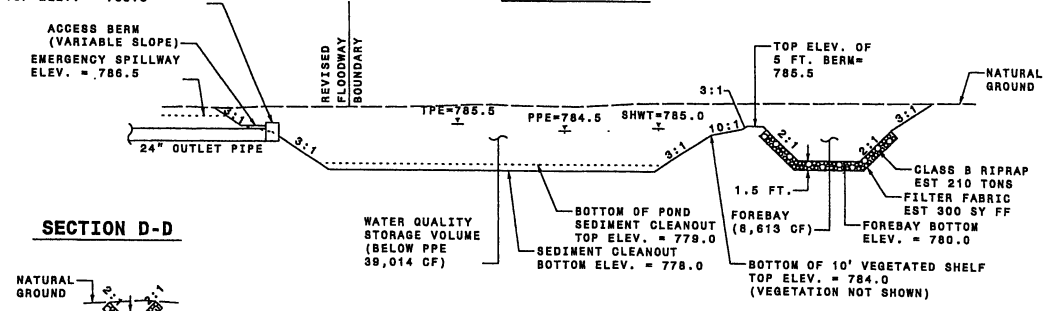 ACCESS BERM
(VARIABLE SLOPE)
EMERGENCY SPILLWAY
ELEV. = 786.5
REVISED
FLOODWAY
BOUNDARY
TOP ELEV. OF
5 FT. BERM=
785.5
NATURAL
GROUND
3:1
3:1
3:1
TPE=785.5
PPE=784.5
SHWT=785.0
10:1
2:1
2:1
24" OUTLET PIPE
3:1
3:1
1.5 FT.
CLASS B RIPRAP
EST 210 TONS
FILTER FABRIC
EST 300 SY FF
FOREBAY
(8,613 CF)
FOREBAY BOTTOM
ELEV. = 780.0
WATER QUALITY
STORAGE VOLUME
(BELOW PPE
39,014 CF)
BOTTOM OF POND
SEDIMENT CLEANOUT
TOP ELEV. = 779.0
SEDIMENT CLEANOUT
BOTTOM ELEV. = 778.0
BOTTOM OF 10' VEGETATED SHELF
TOP ELEV. = 784.0
(VEGETATION NOT SHOWN)
SECTION D-D
NATURAL
GROUND
2:1
2:1